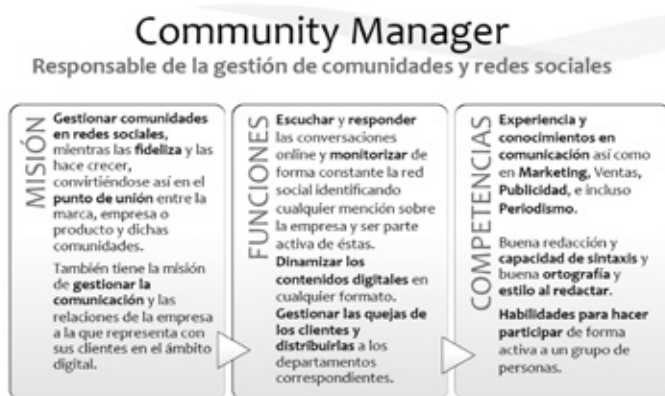 Community Manager
Responsable de la gestión de comunidades y redes sociales
MISIÓN
Gestionar comunidades
en redes sociales,
mientras las fideliza y las
hace crecer,
convirtiéndose así en el
punto de unión entre la
marca, empresa o
producto y dichas
comunidades.
También tiene la misión
de gestionar la
comunicación y las
relaciones de la empresa
a la que representa con
sus clientes en el ámbito
digital.
FUNCIONES
Escuchar y responder
las conversaciones
online y monitorizar de
forma constante la red
social identificando
cualquier mención sobre
la empresa y ser parte
activa de éstas.
Dinamizar los
contenidos digitales en
cualquier formato.
Gestionar las quejas de
los clientes y
distribuirlas a los
departamentos
correspondientes.
COMPETENCIAS
Experiencia y
conocimientos en
comunicación así como
en Marketing, Ventas,
Publicidad, e incluso
Periodismo.
Buena redacción y
capacidad de sintaxis y
buena ortografía y
estilo al redactar.
Habilidades para hacer
participar de forma
activa a un grupo de
personas.